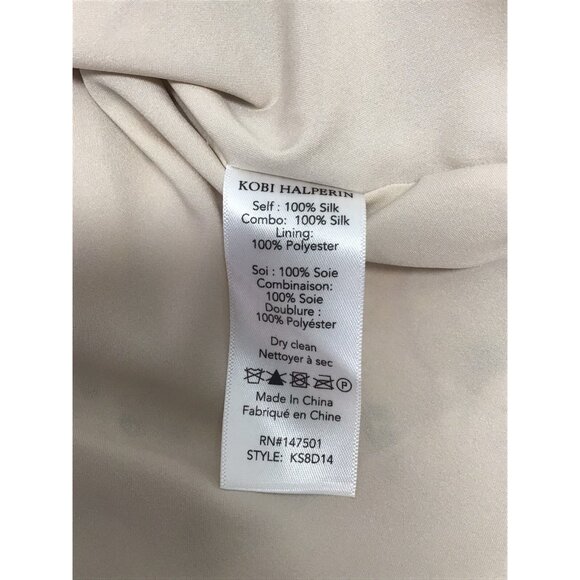 KOBI HALPERIN
Self : 100% Silk
Combo: 100% Silk
Lining:
100% Polyester
Soi : 100% Soie
Combinaison:
100% Soie
Doublure :
100% Polyéster
Dry clean
Nettoyer à sec
P
Made In China
Fabriqué en Chine
RN#147501
STYLE: KS8D14